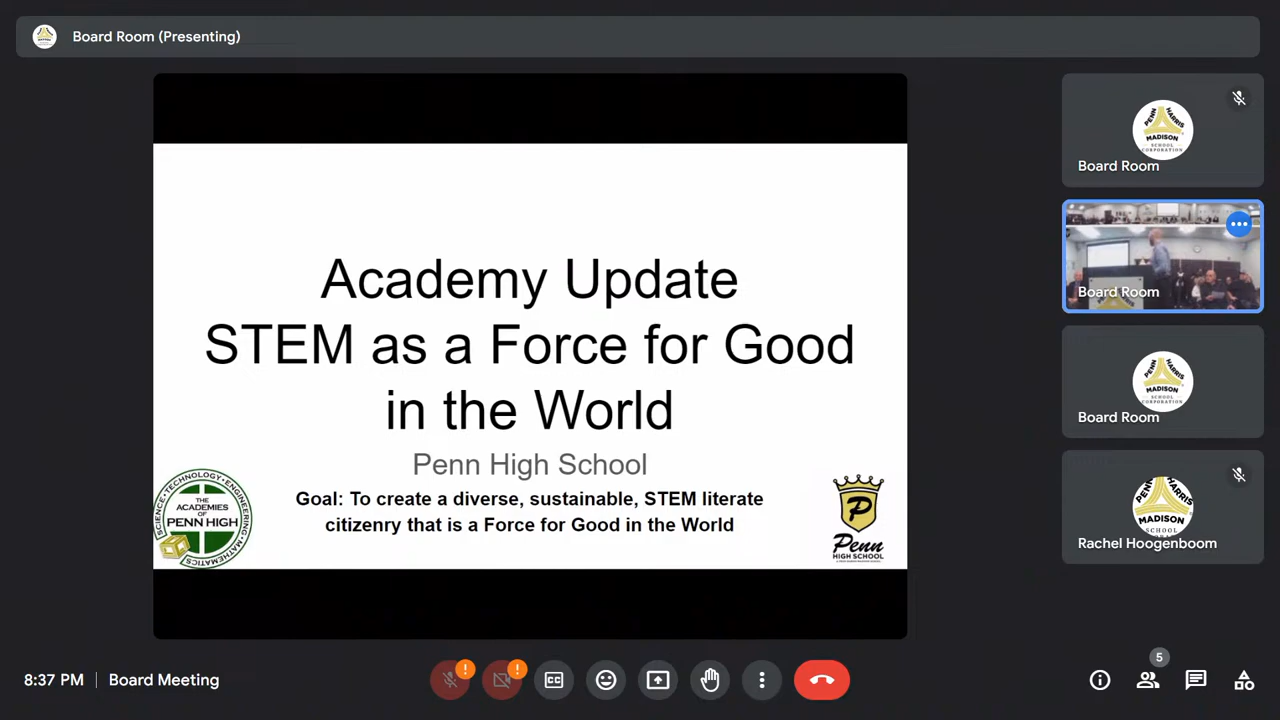 Board Room (Presenting)
Academy Update
STEM as a Force for Good
in the World
Penn High School
Goal: To create a diverse, sustainable, STEM literate
citizenry that is a Force for Good in the World
SCIENCE•TECHNOLOGY•ENGINEERING•MATHEMATICS•
THE
ACADEMIES
OF
PENN HIGH
P
Penn
HIGH SCHOOL
PENN
HARRIS
MADISON
SCHOOL
CORPORATION
Board Room
Board Room
PENN
HARRIS
MADISON
SCHOOL
CORPORATION
Board Room
PENN
HARRIS
MADISON
SCHOOL
Rachel Hoogenboom
8:37 PM
Board Meeting
CC
5